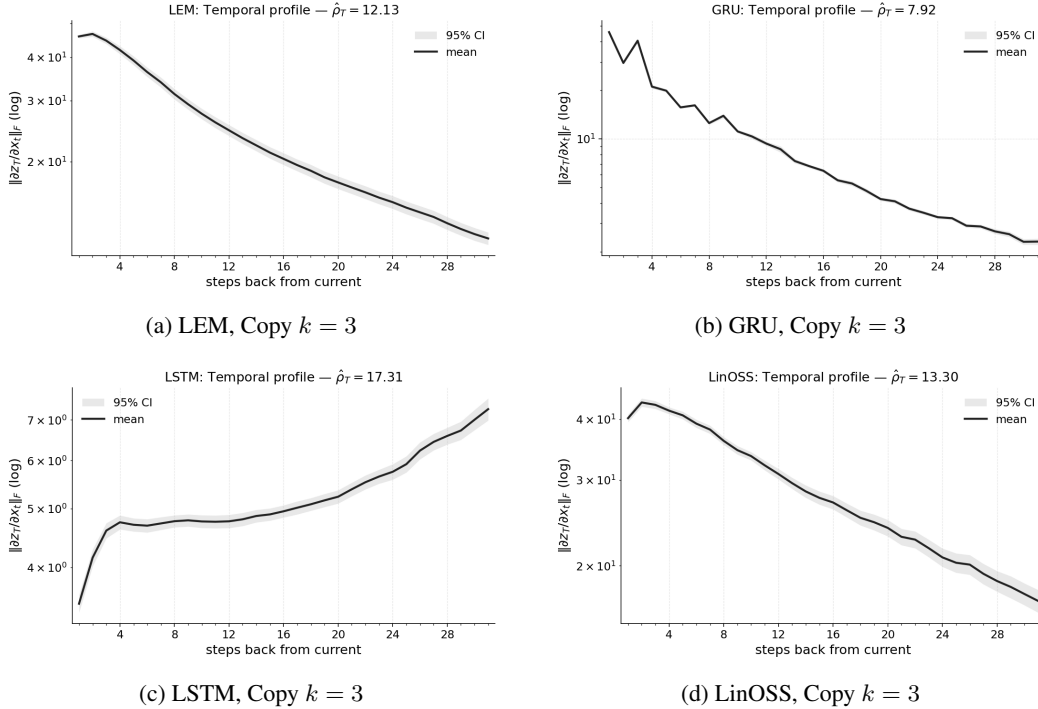 LEM: Temporal profile — ρ̂_T = 12.13
95% CI
mean
‖∂z_T/∂x_t‖_F (log)
4 × 10¹
3 × 10¹
2 × 10¹
4 8 12 16 20 24 28
steps back from current
(a) LEM, Copy k = 3
GRU: Temporal profile — ρ̂_T = 7.92
95% CI
mean
‖∂z_T/∂x_t‖_F (log)
10¹
4 8 12 16 20 24 28
steps back from current
(b) GRU, Copy k = 3
LSTM: Temporal profile — ρ̂_T = 17.31
95% CI
mean
‖∂z_T/∂x_t‖_F (log)
7 × 10⁰
6 × 10⁰
5 × 10⁰
4 × 10⁰
4 8 12 16 20 24 28
steps back from current
(c) LSTM, Copy k = 3
LinOSS: Temporal profile — ρ̂_T = 13.30
95% CI
mean
‖∂z_T/∂x_t‖_F (log)
4 × 10¹
3 × 10¹
2 × 10¹
4 8 12 16 20 24 28
steps back from current
(d) LinOSS, Copy k = 3